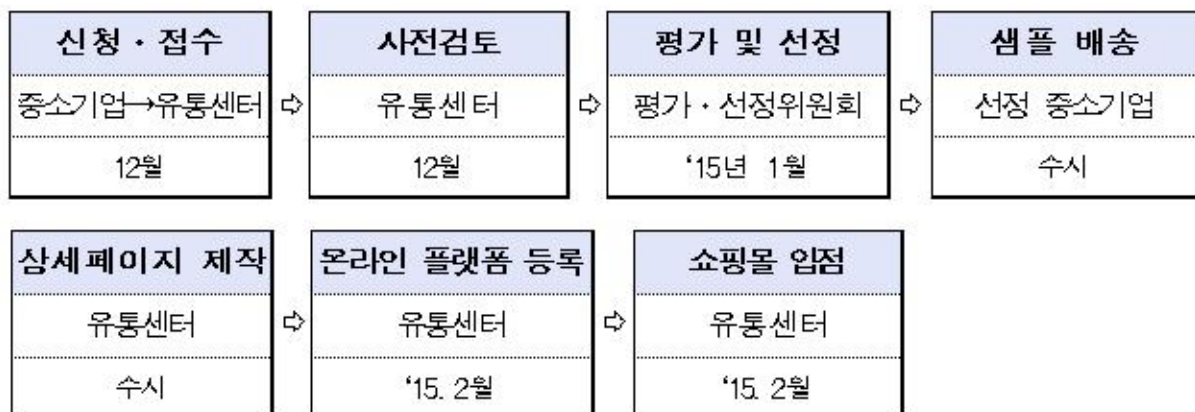 신청 · 접수
중소기업→유통센터
12월
⇨
사전검토
유통센터
12월
⇨
평가 및 선정
평가 · 선정위원회
‘15년 1월
⇨
샘플 배송
선정 중소기업
수시
상세페이지 제작
유통센터
수시
⇨
온라인 플랫폼 등록
유통센터
‘15. 2월
⇨
쇼핑몰 입점
유통센터
‘15. 2월